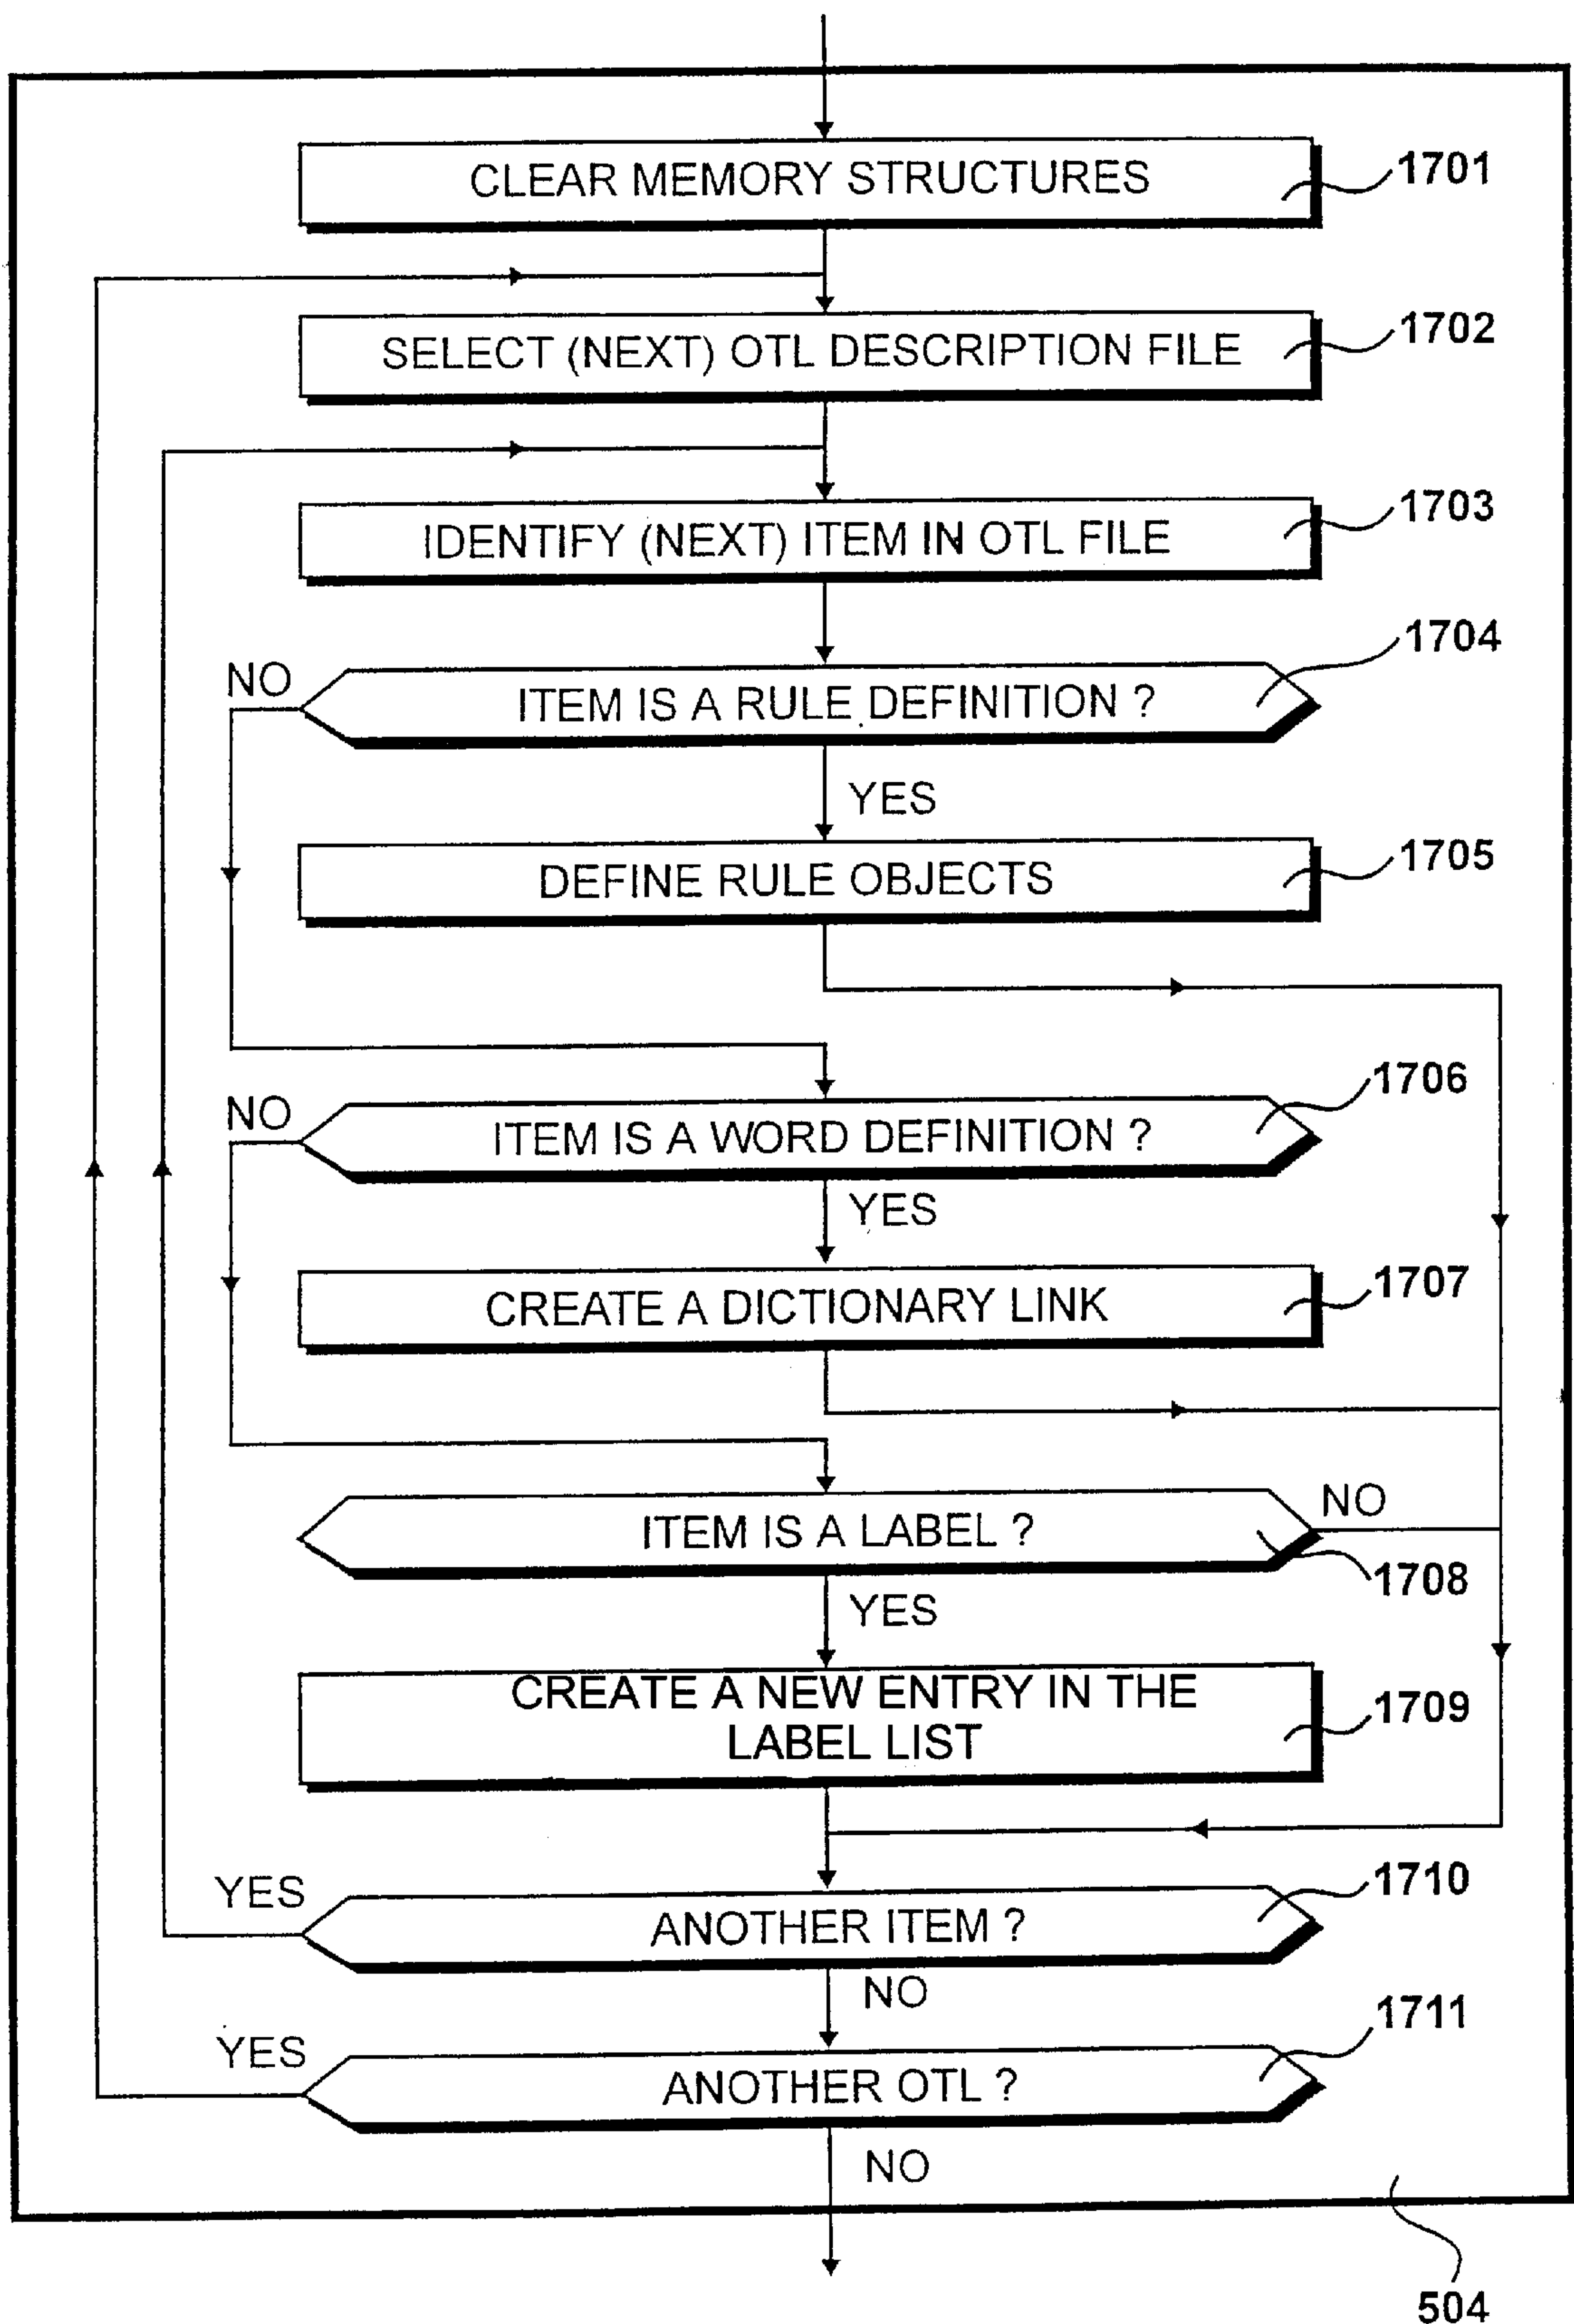 CLEAR MEMORY STRUCTURES
1701
SELECT (NEXT) OTL DESCRIPTION FILE
1702
IDENTIFY (NEXT) ITEM IN OTL FILE
1703
1704
NO
ITEM IS A RULE DEFINITION ?
YES
DEFINE RULE OBJECTS
1705
1706
NO
ITEM IS A WORD DEFINITION ?
YES
CREATE A DICTIONARY LINK
1707
NO
ITEM IS A LABEL ?
1708
YES
CREATE A NEW ENTRY IN THE
LABEL LIST
1709
1710
YES
ANOTHER ITEM ?
NO
1711
YES
ANOTHER OTL ?
NO
504